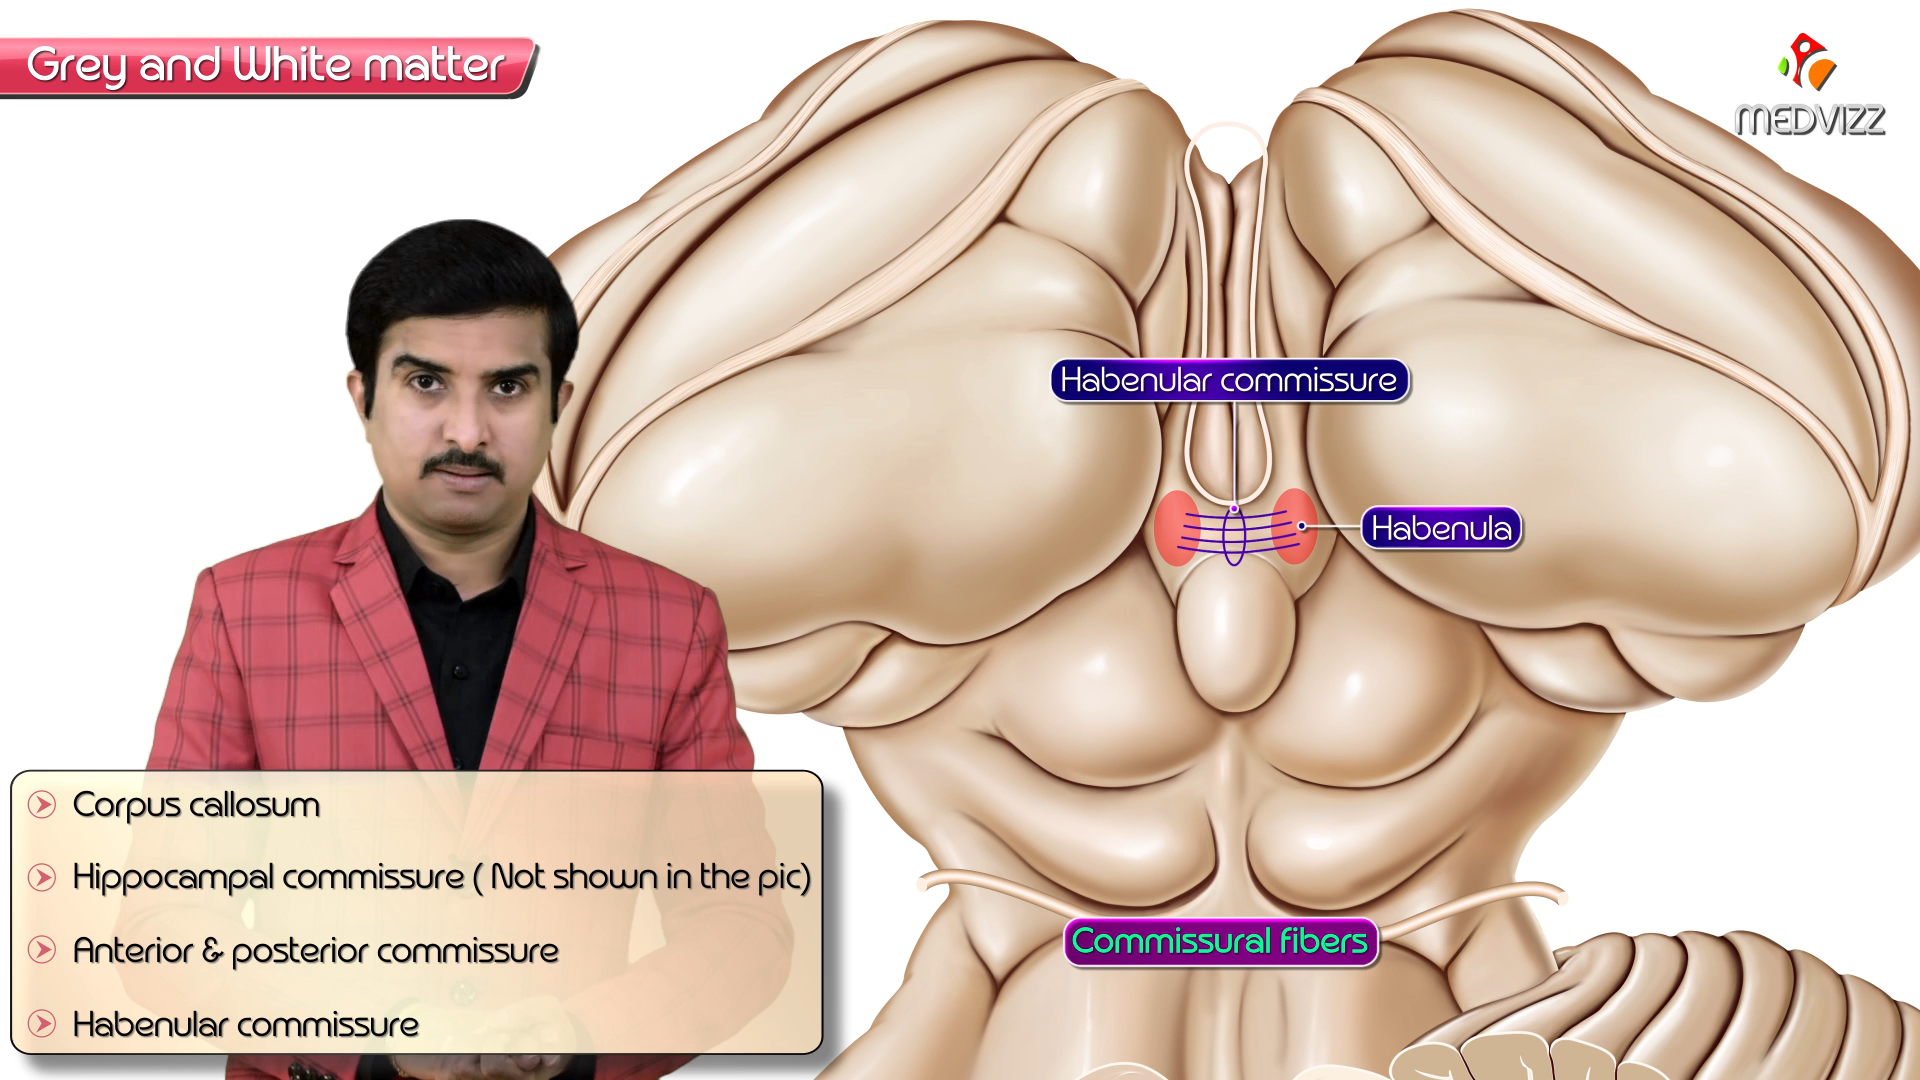 Grey and White matter
MEDVIZZ
Habenular commissure
Habenula
Corpus callosum
Hippocampal commissure ( Not shown in the pic)
Anterior & posterior commissure
Habenular commissure
Commissural fibers